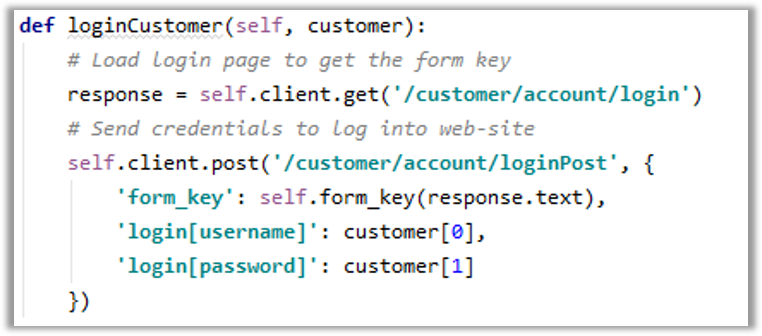 def loginCustomer(self, customer):
    # Load login page to get the form key
    response = self.client.get('/customer/account/login')
    # Send credentials to log into web-site
    self.client.post('/customer/account/loginPost', {
        'form_key': self.form_key(response.text),
        'login[username]': customer[0],
        'login[password]': customer[1]
    })